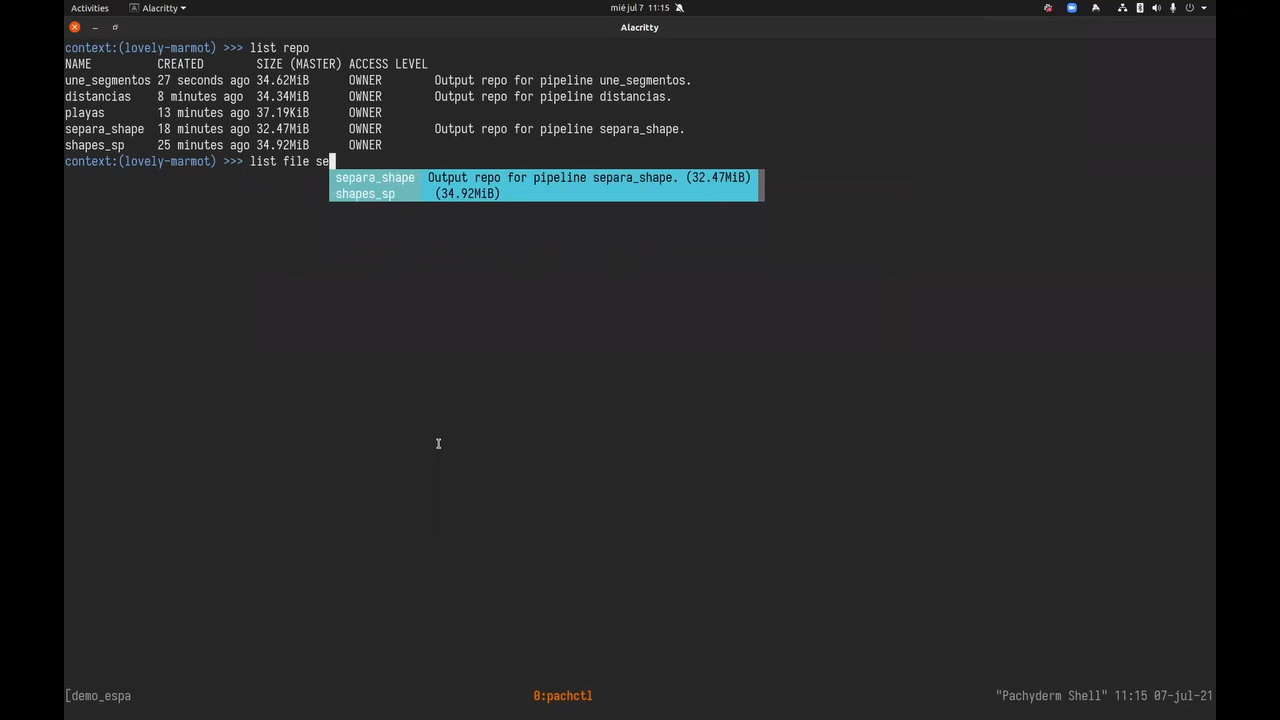 Activities Alacritty mié jul 7 11:15
Alacritty
context:(lovely-marmot) >>> list repo
NAME CREATED SIZE (MASTER) ACCESS LEVEL
une_segmentos 27 seconds ago 34.62MiB OWNER Output repo for pipeline une_segmentos.
distancias 8 minutes ago 34.34MiB OWNER Output repo for pipeline distancias.
playas 13 minutes ago 37.19KiB OWNER
separa_shape 18 minutes ago 32.47MiB OWNER Output repo for pipeline separa_shape.
shapes_sp 25 minutes ago 34.92MiB OWNER
context:(lovely-marmot) >>> list file se
separa_shape Output repo for pipeline separa_shape. (32.47MiB)
shapes_sp (34.92MiB)
[demo_espa 0:pachctl "Pachyderm Shell" 11:15 07-jul-21